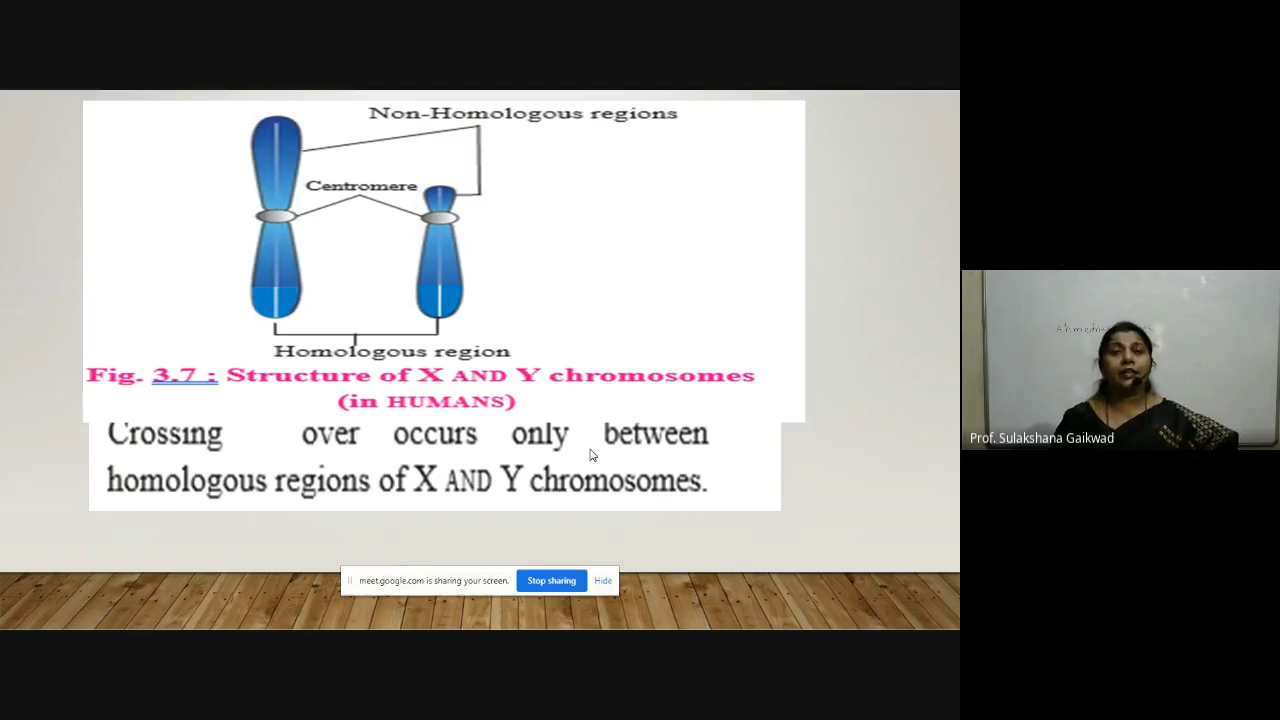 Non-Homologous regions
Centromere
Homologous region
Fig. 3.7 : Structure of X AND Y chromosomes
(in HUMANS)
Crossing over occurs only between
homologous regions of X AND Y chromosomes.
meet.google.com is sharing your screen.
Stop sharing
Hide
Prof. Sulakshana Gaikwad